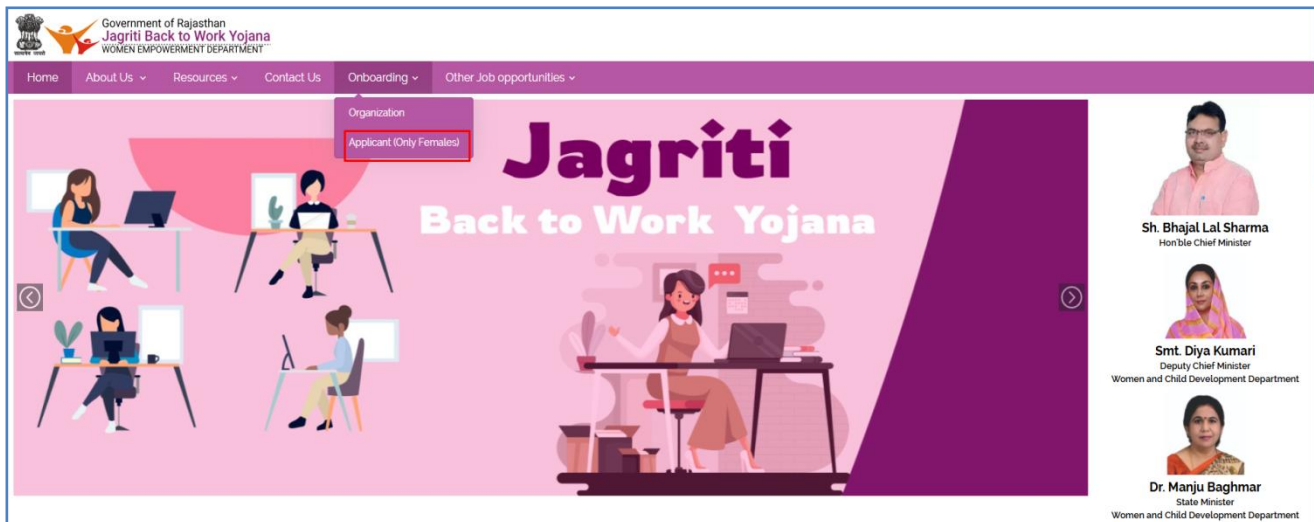 Government of Rajasthan
Jagriti Back to Work Yojana
WOMEN EMPOWERMENT DEPARTMENT
सत्यमेव जयते
Home About Us Resources Contact Us Onboarding Other Job opportunities
Organization
Applicant (Only Females)
Jagriti
Back to Work Yojana
Sh. Bhajal Lal Sharma
Hon'ble Chief Minister
Smt. Diya Kumari
Deputy Chief Minister
Women and Child Development Department
Dr. Manju Baghmar
State Minister
Women and Child Development Department